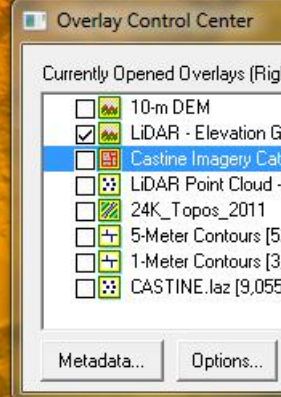 Overlay Control Center
Currently Opened Overlays (Rig
10-m DEM
LiDAR - Elevation G
Castine Imagery Cat
LiDAR Point Cloud -
24K_Topos_2011
5-Meter Contours [5
1-Meter Contours [3
CASTINE.laz [9,055
Metadata... Options...